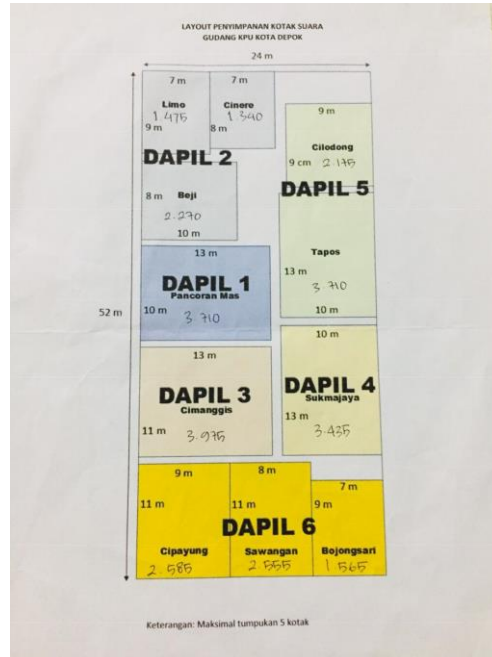 LAYOUT PENYIMPANAN KOTAK SUARA
GUDANG KPU KOTA DEPOK
24 m
52 m
7 m
Limo
1.475
9 m
7 m
Cinere
1.340
8 m
DAPIL 2
8 m
Beji
2.270
10 m
9 m
Cilodong
9 cm
2.175
DAPIL 5
Tapos
13 m
3.710
10 m
13 m
DAPIL 1
Pancoran Mas
10 m
3.710
13 m
DAPIL 3
Cimanggis
11 m
3.975
10 m
DAPIL 4
Sukmajaya
13 m
3.435
9 m
11 m
8 m
11 m
7 m
9 m
DAPIL 6
Cipayung
2.585
Sawangan
2.555
Bojongsari
1.565
Keterangan: Maksimal tumpukan 5 kotak